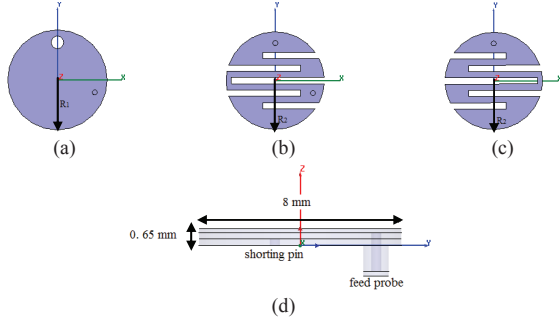 Y
Y
Y
Z
X
Z
X
Z
X
R1
R2
R2
(a)
(b)
(c)
Z
8 mm
0. 65 mm
X
Y
shorting pin
feed probe
(d)